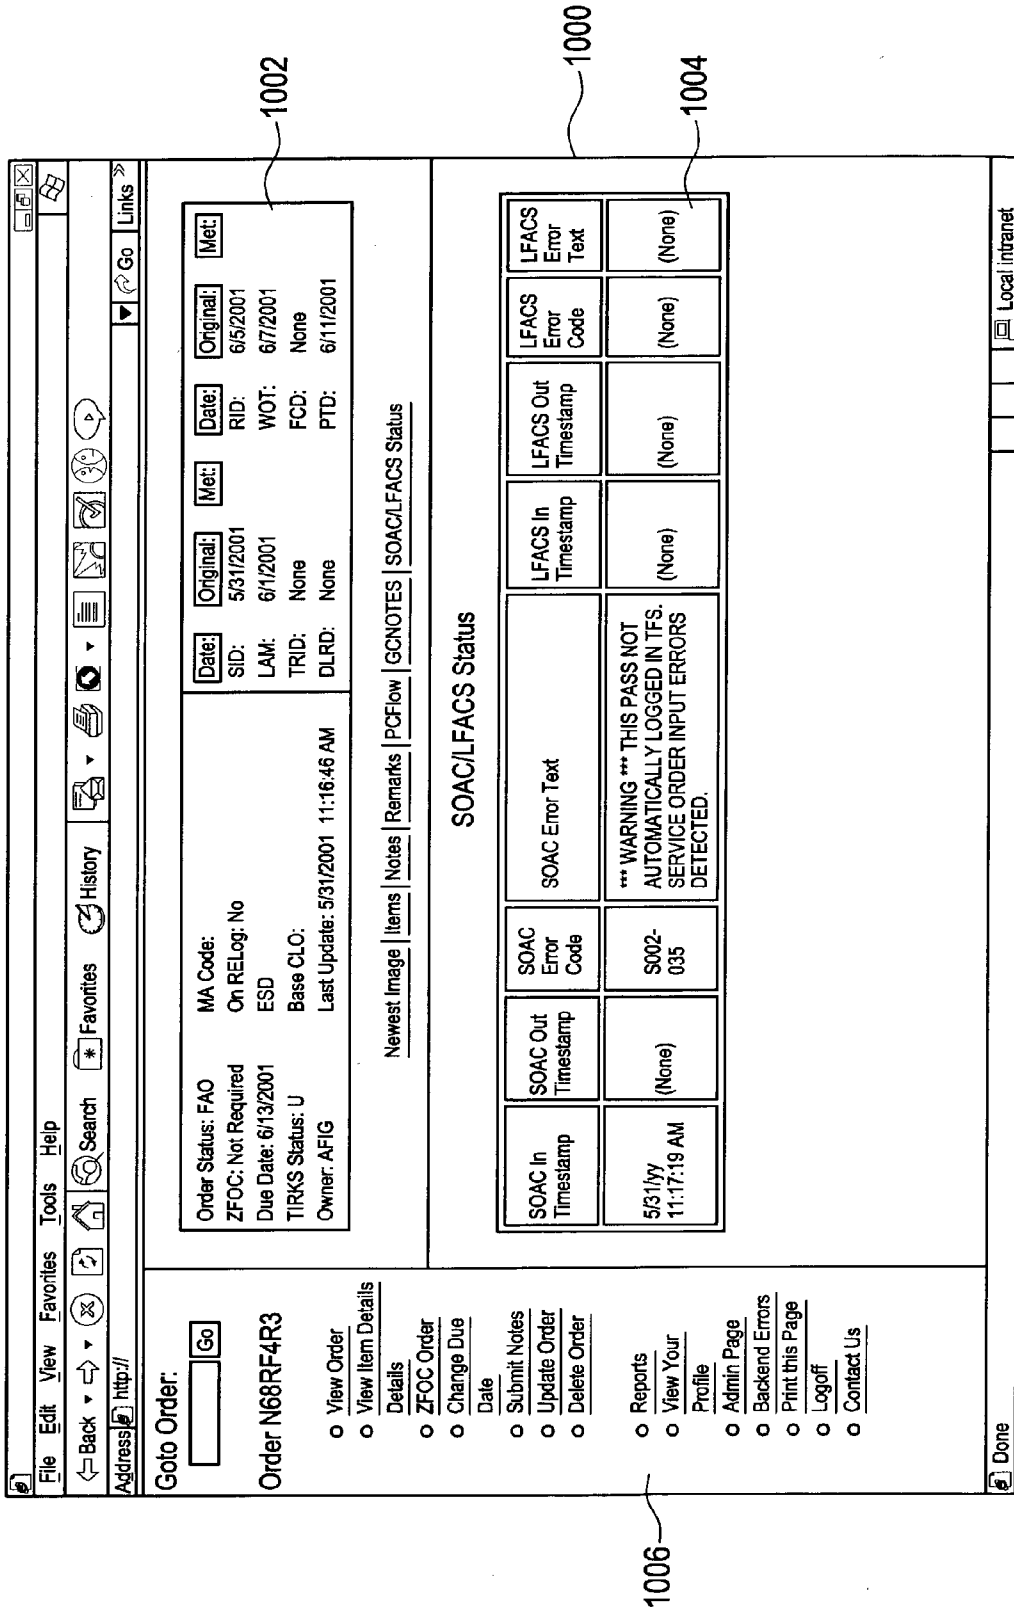 File Edit View Favorites Tools Help
Back Search Favorites History
Address http:// Go Links »
Goto Order:
Go
Order N68RF4R3
View Order
View Item Details
Details
ZFOC Order
Change Due
Date
Submit Notes
Update Order
Delete Order
Reports
View Your
Profile
Admin Page
Backend Errors
Print this Page
Logoff
Contact Us
1006
Order Status: FAO MA Code:
ZFOC: Not Required On RELog: No
Due Date: 6/13/2001 ESD
TIRKS Status: U Base CLO:
Owner: AFIG Last Update: 5/31/2001 11:16:46 AM
Date: Original: Met: Date: Original: Met:
SID: 5/31/2001 RID: 6/5/2001
LAM: 6/1/2001 WOT: 6/7/2001
TRID: None FCD: None
DLRD: None PTD: 6/11/2001
1002
Newest Image | Items | Notes | Remarks | PCFlow | GCNOTES | SOAC/LFACS Status
1000
SOAC/LFACS Status
SOAC In
Timestamp
SOAC Out
Timestamp
SOAC
Error
Code
SOAC Error Text
LFACS In
Timestamp
LFACS Out
Timestamp
LFACS
Error
Code
LFACS
Error
Text
5/31/yy
11:17:19 AM
(None)
S002-
035
*** WARNING *** THIS PASS NOT
AUTOMATICALLY LOGGED IN TFS.
SERVICE ORDER INPUT ERRORS
DETECTED.
(None)
(None)
(None)
(None)
1004
Done Local intranet